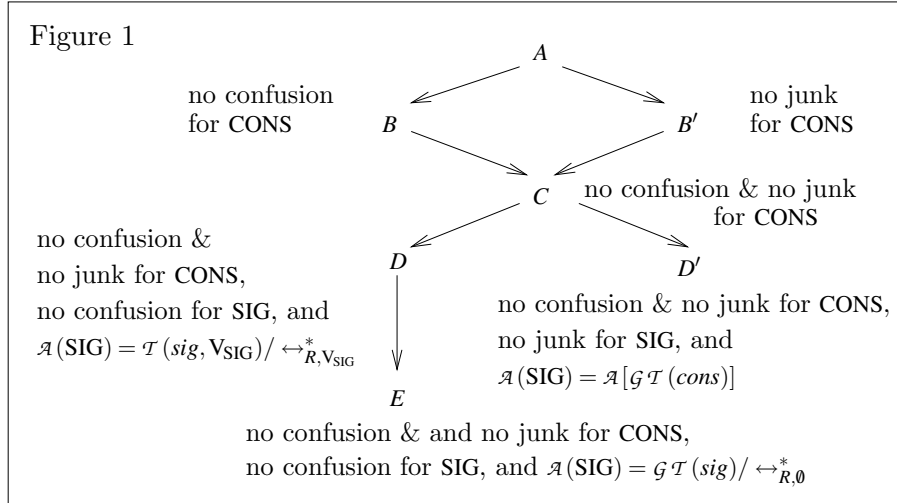 Figure 1
A
no confusion
for CONS
B
B′
no junk
for CONS
C
no confusion & no junk
for CONS
no confusion &
no junk for CONS,
no confusion for SIG, and
𝒜(SIG) = 𝒯(sig, V_SIG)/ ↔*_{R,V_SIG}
D
D′
no confusion & no junk for CONS,
no junk for SIG, and
𝒜(SIG) = 𝒜[𝒢𝒯(cons)]
E
no confusion & and no junk for CONS,
no confusion for SIG, and 𝒜(SIG) = 𝒢𝒯(sig)/ ↔*_{R,∅}